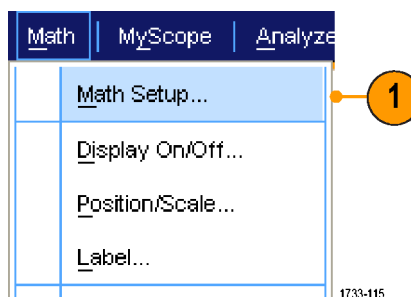 Math | MyScope | Analyze
Math Setup...
1
Display On/Off...
Position/Scale...
Label...
1733-115